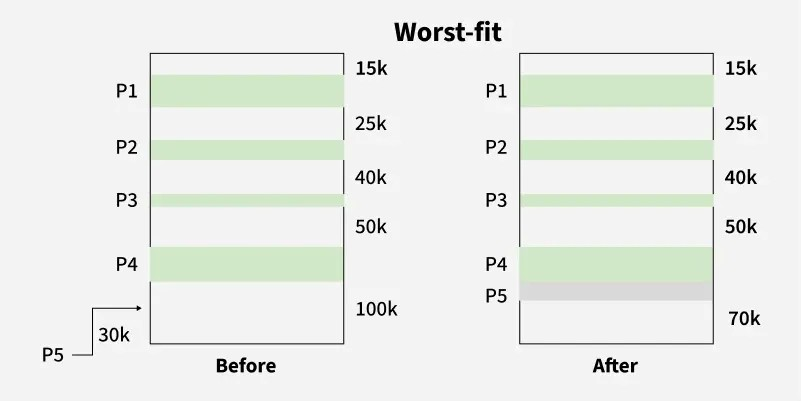 Worst-fit
15k
P1
25k
P2
40k
P3
50k
P4
100k
30k
P5
Before
15k
P1
25k
P2
40k
P3
50k
P4
P5
70k
After